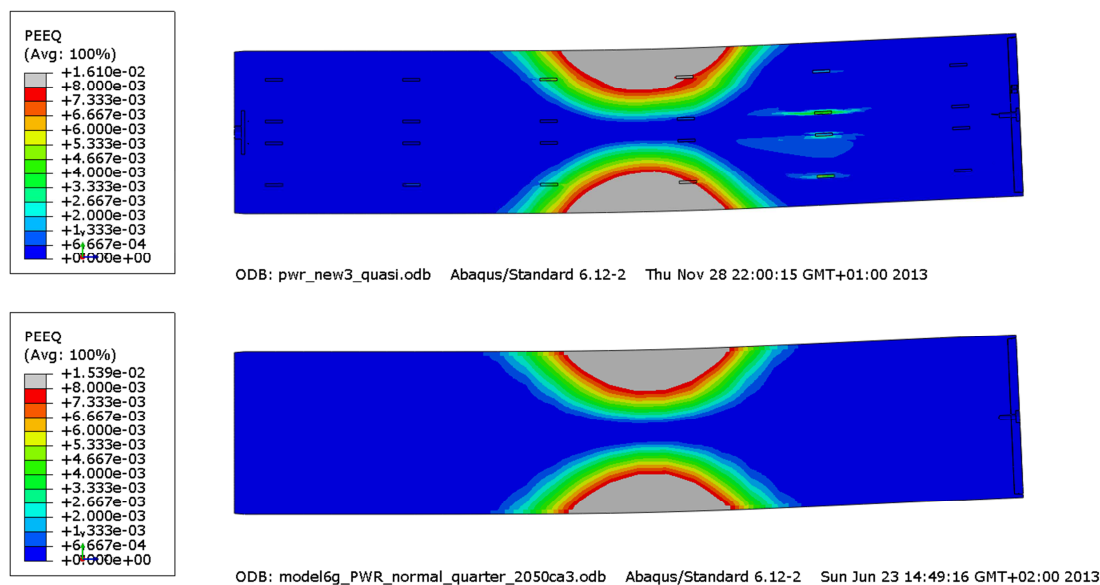 PEEQ
(Avg: 100%)
+1.610e-02
+8.000e-03
+7.333e-03
+6.667e-03
+6.000e-03
+5.333e-03
+4.667e-03
+4.000e-03
+3.333e-03
+2.667e-03
+2.000e-03
+1.333e-03
+6.667e-04
+0.000e+00
ODB: pwr_new3_quasi.odb Abaqus/Standard 6.12-2 Thu Nov 28 22:00:15 GMT+01:00 2013
PEEQ
(Avg: 100%)
+1.539e-02
+8.000e-03
+7.333e-03
+6.667e-03
+6.000e-03
+5.333e-03
+4.667e-03
+4.000e-03
+3.333e-03
+2.667e-03
+2.000e-03
+1.333e-03
+6.667e-04
+0.000e+00
ODB: model6g_PWR_normal_quarter_2050ca3.odb Abaqus/Standard 6.12-2 Sun Jun 23 14:49:16 GMT+02:00 2013